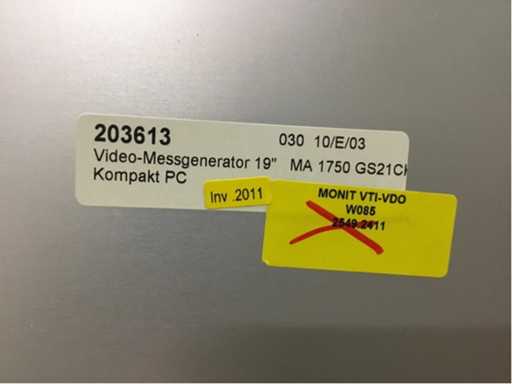 203613 030 10/E/03
Video-Messgenerator 19" MA 1750 GS21CH
Kompakt PC
Inv .2011
MONIT VTI-VDO
W085
2549.2411